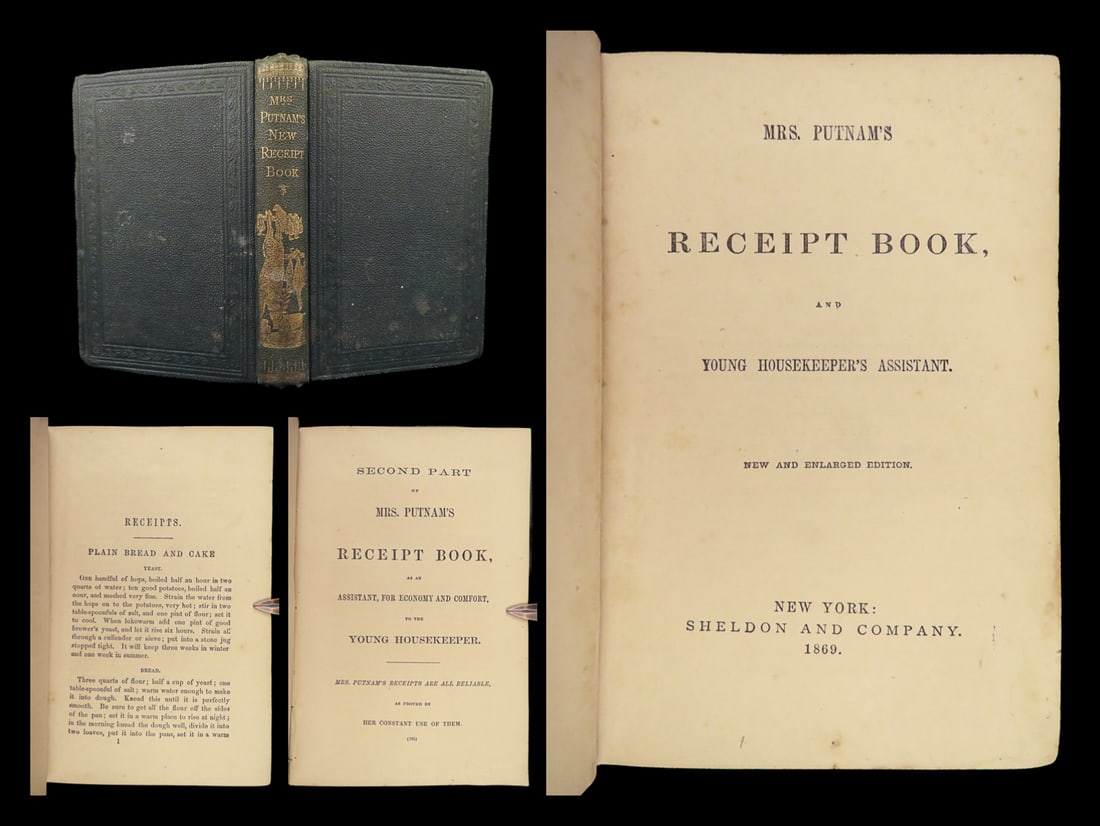 MRS.
PUTNAM'S
NEW
RECEIPT
BOOK
MRS. PUTNAM'S
RECEIPT BOOK,
AND
YOUNG HOUSEKEEPER'S ASSISTANT.
NEW AND ENLARGED EDITION.
NEW YORK:
SHELDON AND COMPANY.
1869.
RECEIPTS.
PLAIN BREAD AND CAKE
YEAST.
ONE handful of hops, boiled half an hour in two
quarts of water; ten good potatoes, boiled half an
nour, and mashed very fine. Strain the water from
the hops on to the potatoes, very hot; stir in two
table-spoonfuls of salt, and one pint of flour; set it
to cool. When lukewarm add one pint of good
brewer's yeast, and let it rise six hours. Strain all
through a cullender or sieve; put into a stone jug
stopped tight. It will keep three weeks in winter
and one week in summer.
BREAD.
Three quarts of flour; half a cup of yeast; one
table-spoonful of salt; warm water enough to make
it into dough. Knead this until it is perfectly
smooth. Be sure to get all the flour off the sides
of the pan; set it in a warm place to rise at night;
in the morning knead the dough well, divide it into
two loaves, put it into the pans, set it in a warm
1
SECOND PART
OF
MRS. PUTNAM'S
RECEIPT BOOK,
AS AN
ASSISTANT, FOR ECONOMY AND COMFORT,
TO THE
YOUNG HOUSEKEEPER.
MRS. PUTNAM'S RECEIPTS ARE ALL RELIABLE,
AS PROVED BY
HER CONSTANT USE OF THEM.